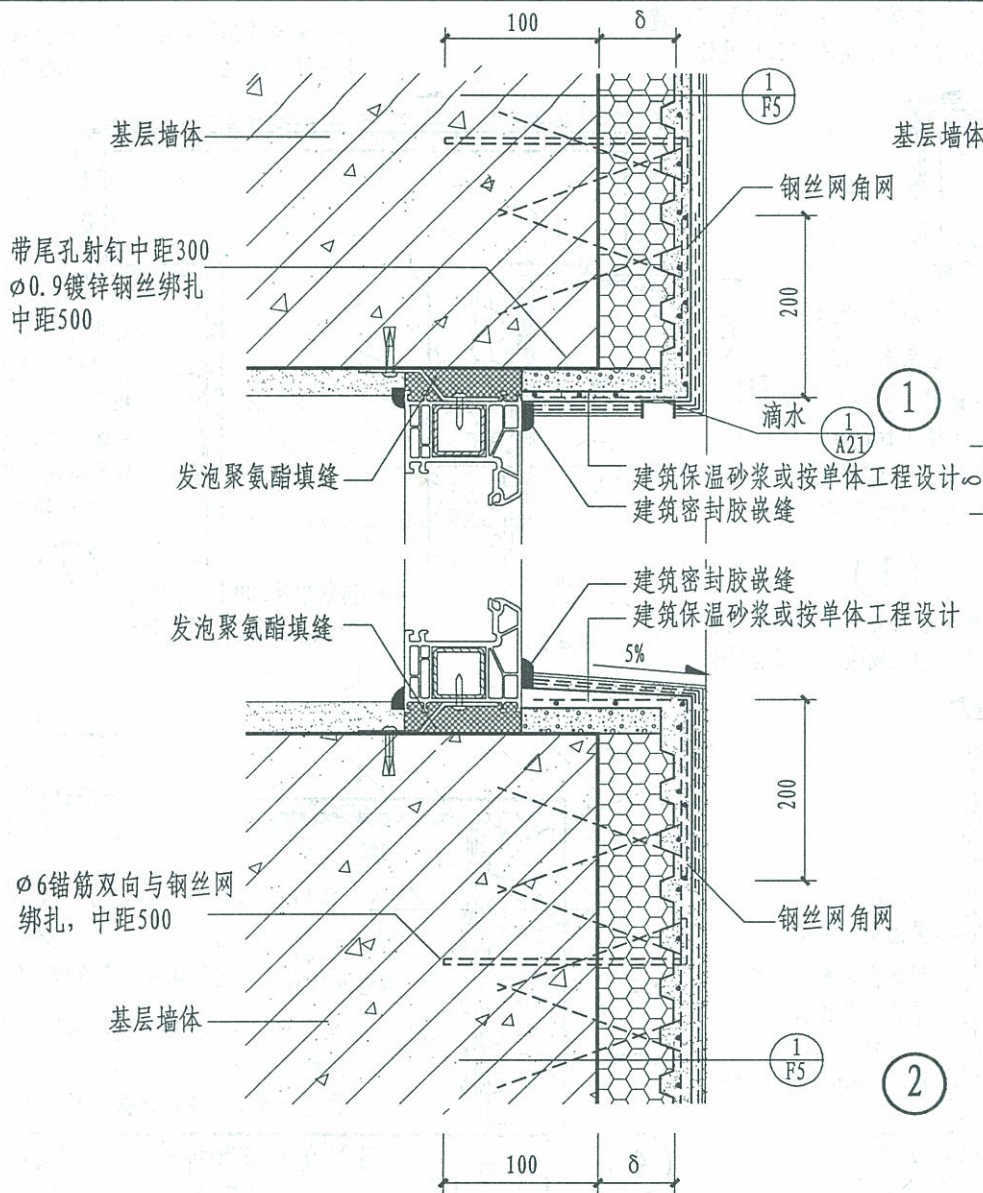 100
δ
1
F5
基层墙体
基层墙体
钢丝网角网
带尾孔射钉中距300
ø0.9镀锌钢丝绑扎
中距500
200
1
滴水
1
A21
发泡聚氨酯填缝
建筑保温砂浆或按单体工程设计
δ
建筑密封胶嵌缝
建筑密封胶嵌缝
发泡聚氨酯填缝
建筑保温砂浆或按单体工程设计
5%
200
ø6锚筋双向与钢丝网
绑扎，中距500
钢丝网角网
基层墙体
1
F5
2
100
δ